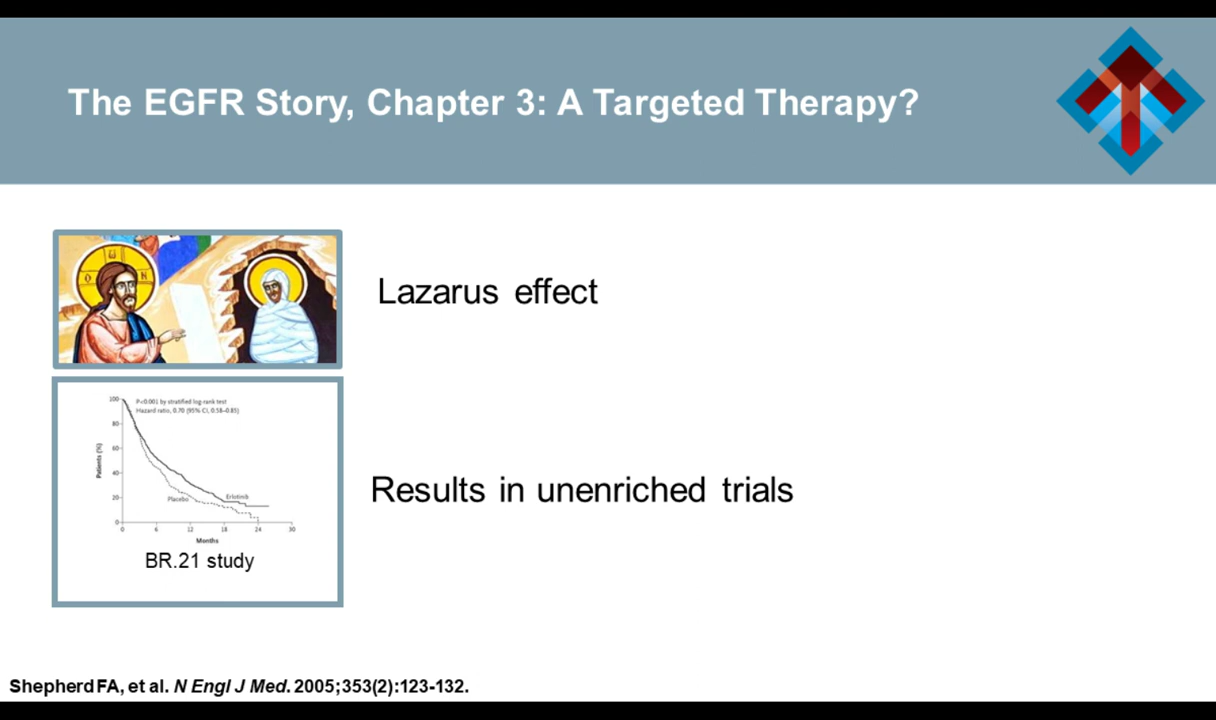 The EGFR Story, Chapter 3: A Targeted Therapy?
Lazarus effect
P<0.001 by stratified log-rank test
Hazard ratio, 0.70 (95% CI, 0.58–0.85)
100
80
60
40
20
0
Patients (%)
Placebo
Erlotinib
0 6 12 18 24 30
Months
BR.21 study
Results in unenriched trials
Shepherd FA, et al. N Engl J Med. 2005;353(2):123-132.